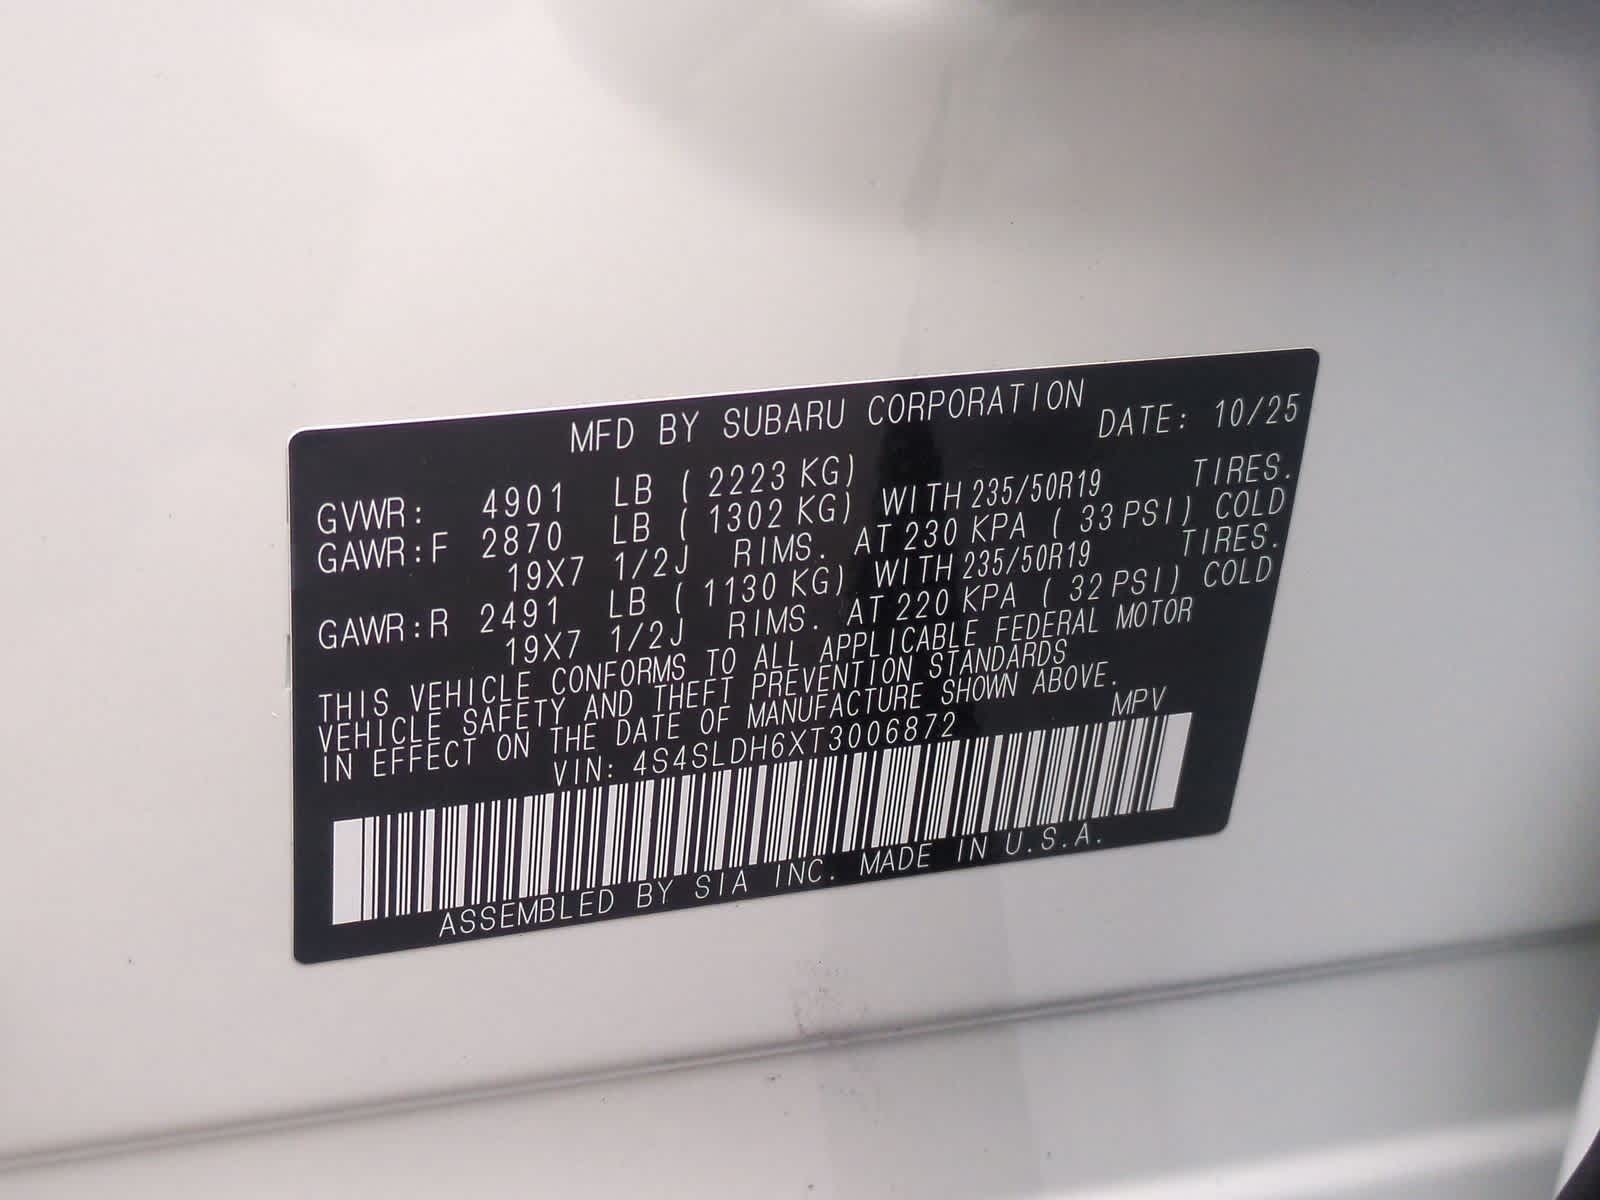 MFD BY SUBARU CORPORATION DATE: 10/25
GVWR: 4901 LB ( 2223 KG)
GAWR:F 2870 LB ( 1302 KG) WITH 235/50R19 TIRES.
19X7 1/2J RIMS. AT 230 KPA ( 33 PSI) COLD
GAWR:R 2491 LB ( 1130 KG) WITH 235/50R19 TIRES.
19X7 1/2J RIMS. AT 220 KPA ( 32 PSI) COLD
THIS VEHICLE CONFORMS TO ALL APPLICABLE FEDERAL MOTOR
VEHICLE SAFETY AND THEFT PREVENTION STANDARDS
IN EFFECT ON THE DATE OF MANUFACTURE SHOWN ABOVE.
VIN: 4S4SLDH6XT3006872 MPV
ASSEMBLED BY SIA INC. MADE IN U.S.A.